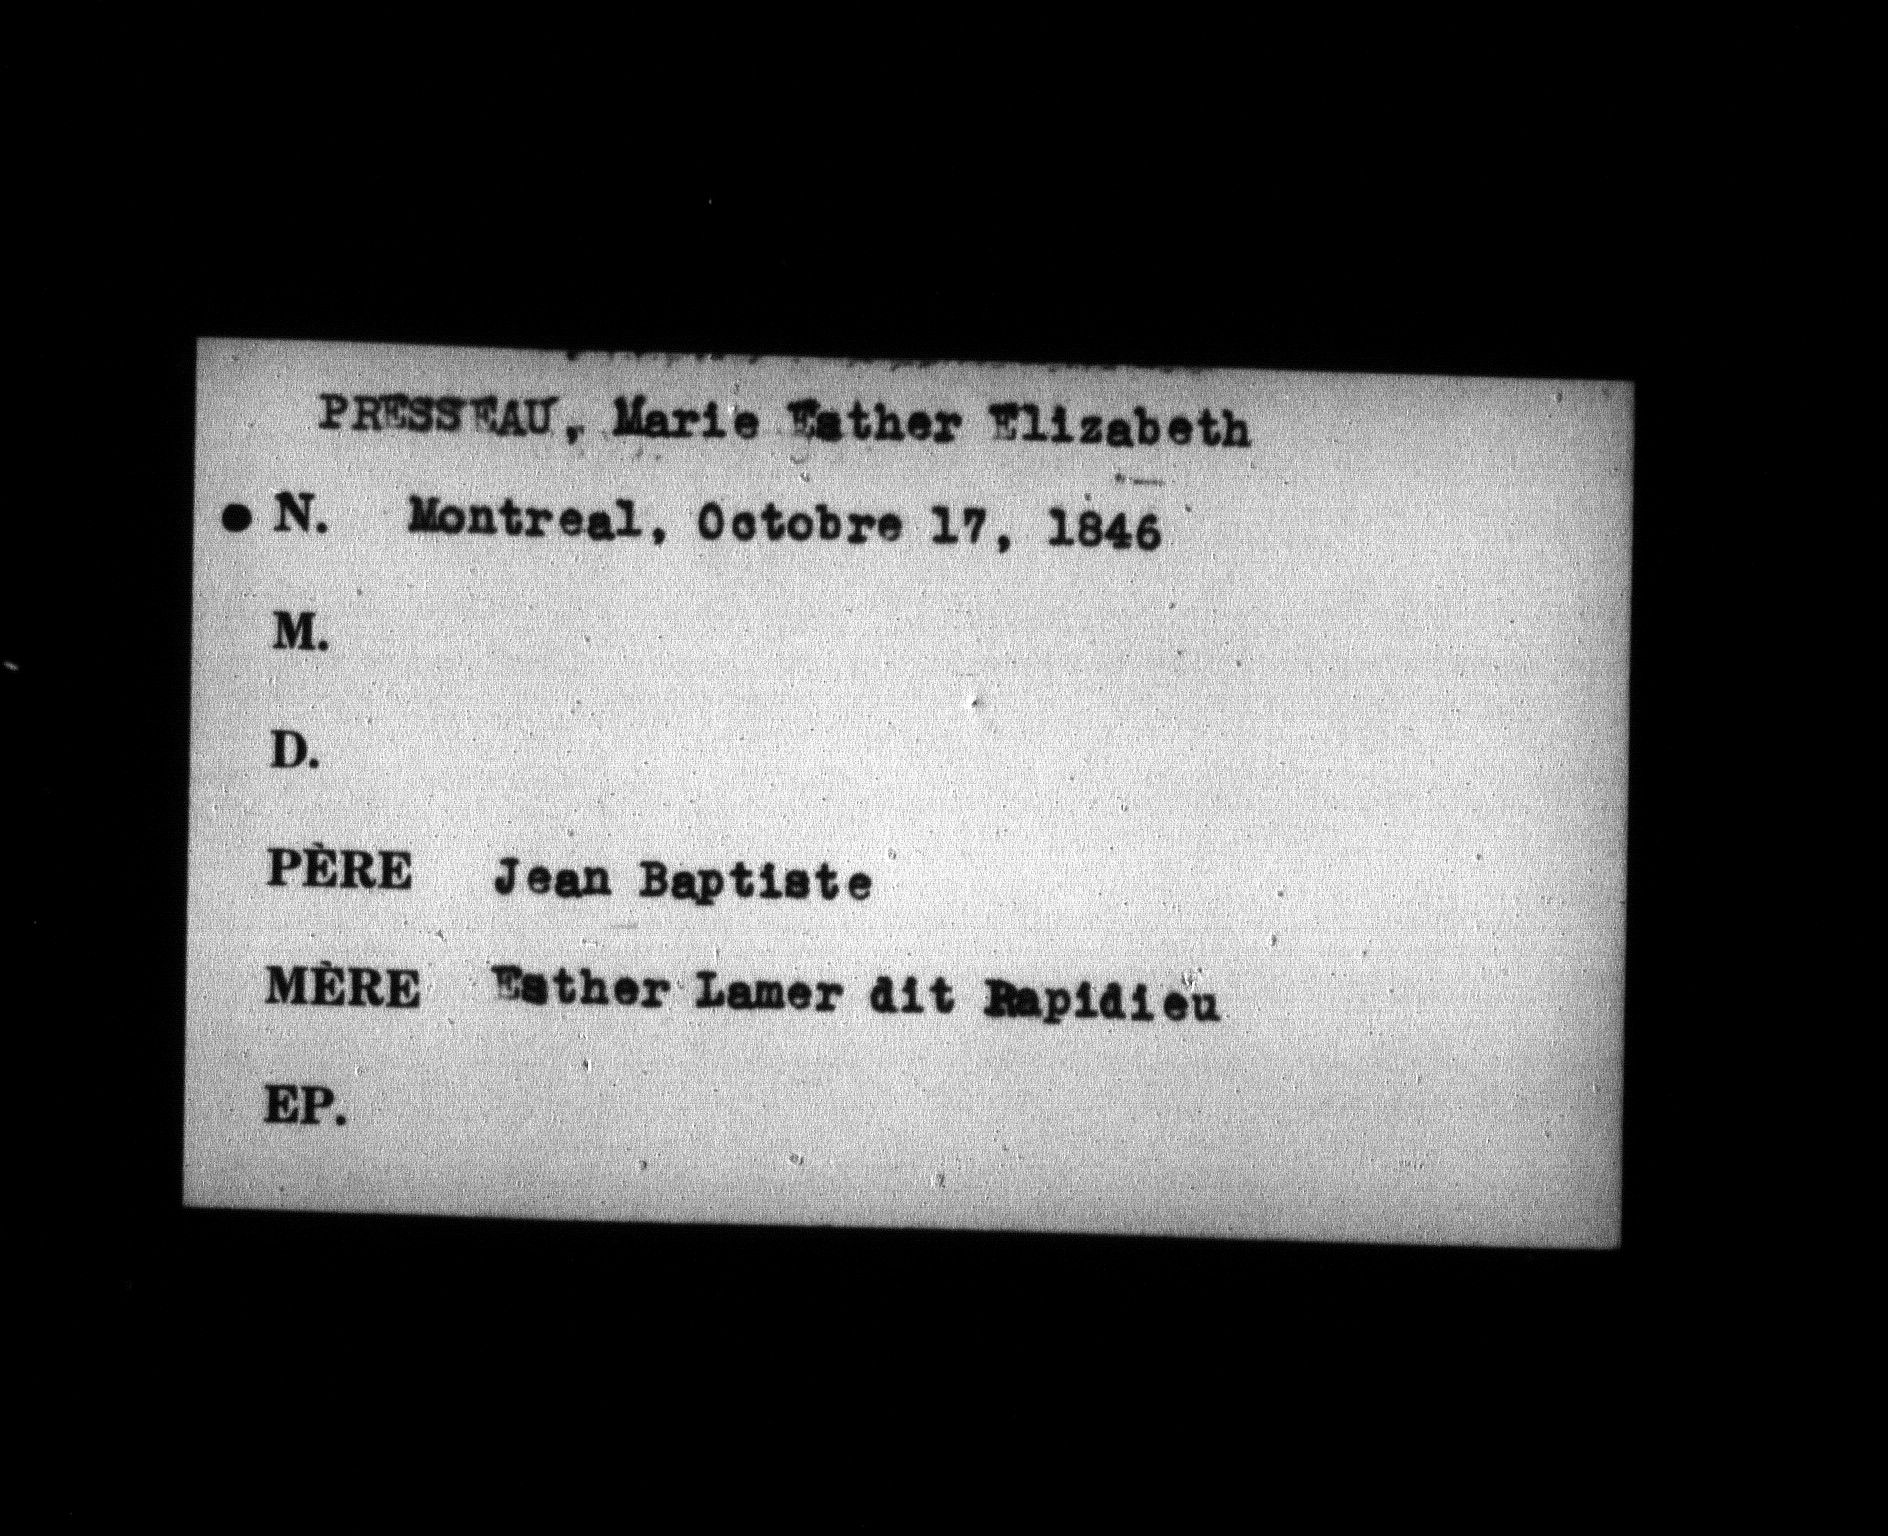 PRESSEAU, Marie Esther Elizabeth
● N. Montreal, Octobre 17, 1846
M.
D.
PÈRE Jean Baptiste
MÈRE Esther Lamer dit Rapidieu
EP.